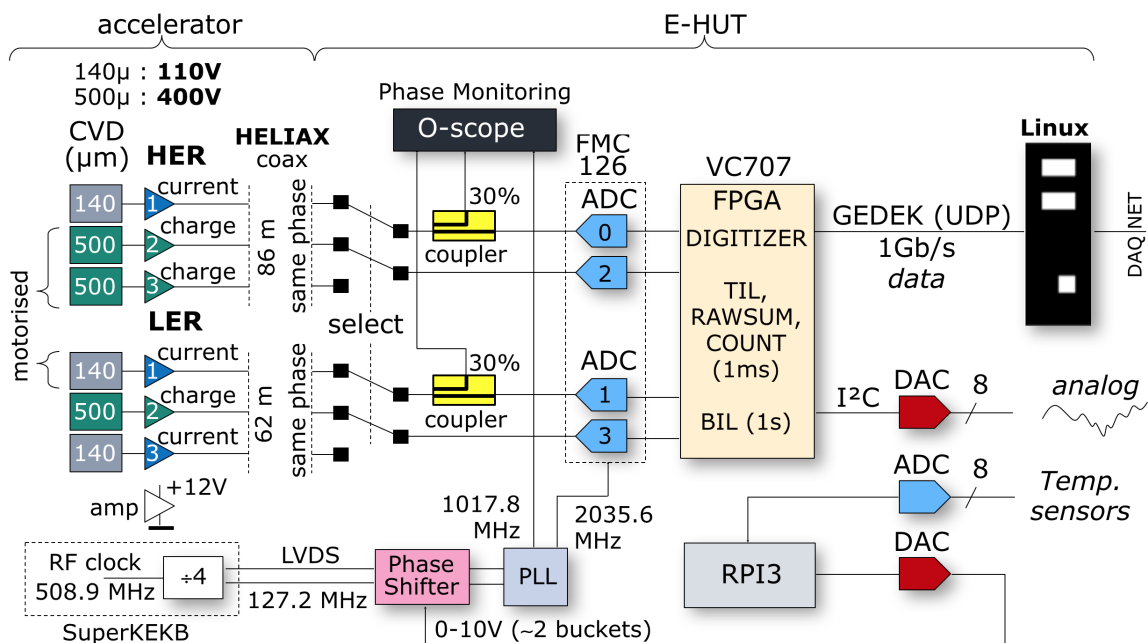 accelerator
E-HUT
140µ : 110V
500µ : 400V
Phase Monitoring
O-scope
CVD
(µm)
HER
HELIAX
coax
FMC
126
VC707
Linux
140
1
current
500
2
charge
500
3
charge
86 m
same phase
30%
coupler
ADC
0
2
FPGA
DIGITIZER
TIL,
RAWSUM,
COUNT
(1ms)
BIL (1s)
GEDEK (UDP)
1Gb/s
data
DAQ NET
motorised
LER
select
140
1
current
500
2
charge
140
3
current
62 m
same phase
30%
coupler
ADC
1
3
I²C
DAC
8
analog
ADC
8
Temp.
sensors
amp
+12V
1017.8
MHz
2035.6
MHz
DAC
RF clock
508.9 MHz
÷4
LVDS
127.2 MHz
Phase
Shifter
PLL
RPI3
SuperKEKB
0-10V (~2 buckets)